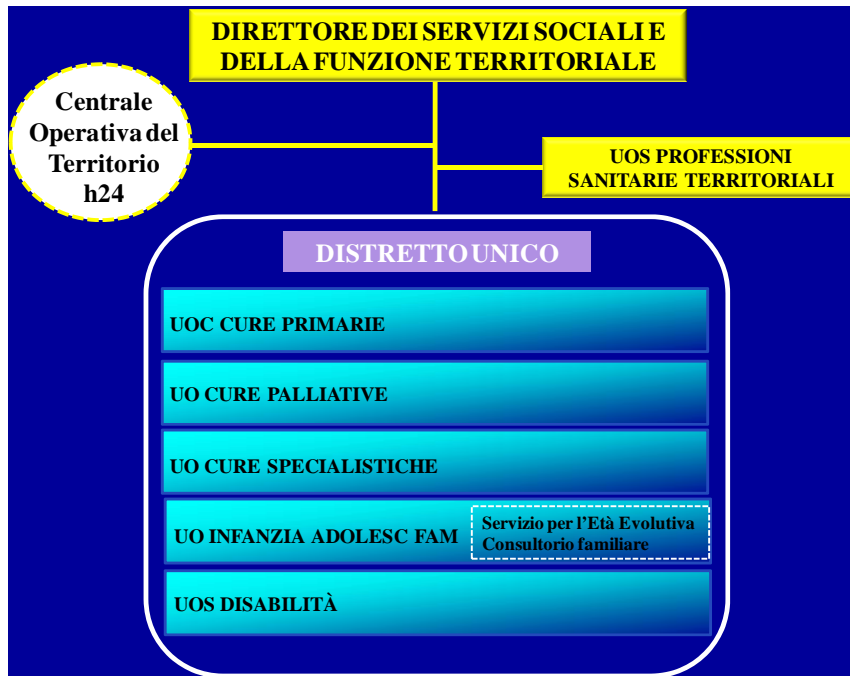 DIRETTORE DEI SERVIZI SOCIALI E
DELLA FUNZIONE TERRITORIALE
Centrale
Operativa del
Territorio
h24
UOS PROFESSIONI
SANITARIE TERRITORIALI
DISTRETTO UNICO
UOC CURE PRIMARIE
UO CURE PALLIATIVE
UO CURE SPECIALISTICHE
UO INFANZIA ADOLESC FAM
Servizio per l'Età Evolutiva
Consultorio familiare
UOS DISABILITÀ